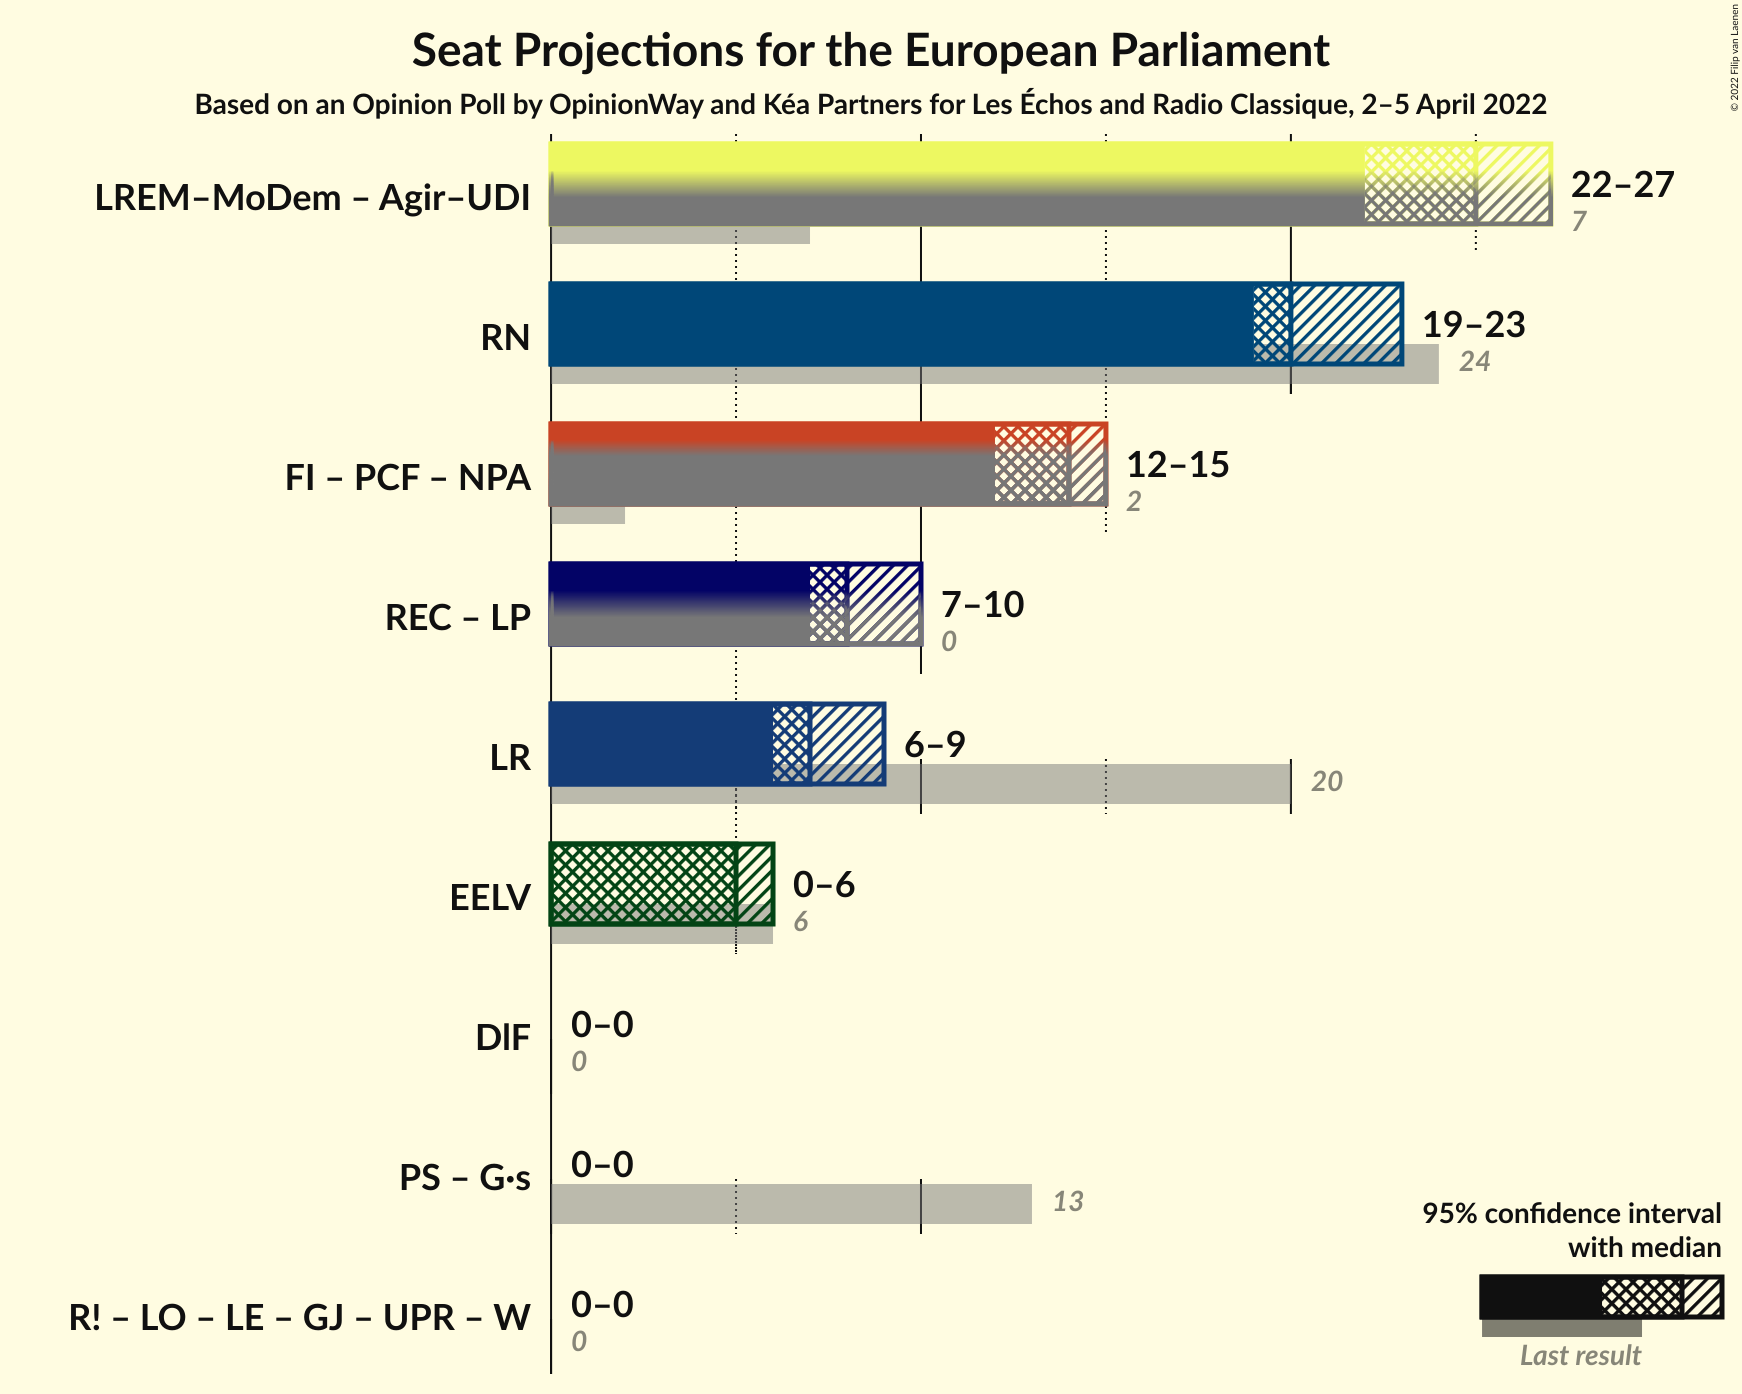 Seat Projections for the European Parliament
Based on an Opinion Poll by OpinionWay and Kéa Partners for Les Échos and Radio Classique, 2–5 April 2022
© 2022 Filip van Laenen
LREM–MoDem – Agir–UDI
22–27
7
RN
19–23
24
FI – PCF – NPA
12–15
2
REC – LP
7–10
0
LR
6–9
20
EELV
0–6
6
DlF
0–0
0
PS – G·s
0–0
13
R! – LO – LE – GJ – UPR – W
0–0
0
95% confidence interval
with median
Last result